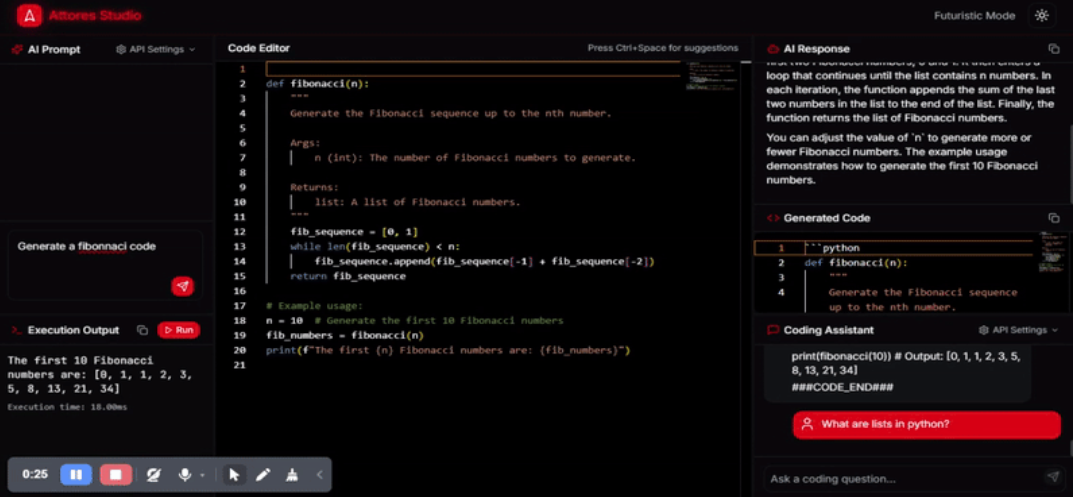 Attores Studio
Futuristic Mode
AI Prompt
API Settings
Generate a fibonnaci code
Execution Output
Run
The first 10 Fibonacci
numbers are: [0, 1, 1, 2, 3,
5, 8, 13, 21, 34]
Execution time: 18.00ms
0:25
Code Editor
Press Ctrl+Space for suggestions
1
2 def fibonacci(n):
3 """
4 Generate the Fibonacci sequence up to the nth number.
5
6 Args:
7 n (int): The number of Fibonacci numbers to generate.
8
9 Returns:
10 list: A list of Fibonacci numbers.
11 """
12 fib_sequence = [0, 1]
13 while len(fib_sequence) < n:
14 fib_sequence.append(fib_sequence[-1] + fib_sequence[-2])
15 return fib_sequence
16
17 # Example usage:
18 n = 10 # Generate the first 10 Fibonacci numbers
19 fib_numbers = fibonacci(n)
20 print(f"The first {n} Fibonacci numbers are: {fib_numbers}")
21
AI Response
first two Fibonacci numbers, 0 and 1. It then enters a
loop that continues until the list contains n numbers. In
each iteration, the function appends the sum of the last
two numbers in the list to the end of the list. Finally, the
function returns the list of Fibonacci numbers.
You can adjust the value of `n` to generate more or
fewer Fibonacci numbers. The example usage
demonstrates how to generate the first 10 Fibonacci
numbers.
Generated Code
1 ```python
2 def fibonacci(n):
3 """
4 Generate the Fibonacci sequence
up to the nth number.
Coding Assistant
API Settings
print(fibonacci(10)) # Output: [0, 1, 1, 2, 3, 5,
8, 13, 21, 34]
###CODE_END###
What are lists in python?
Ask a coding question...